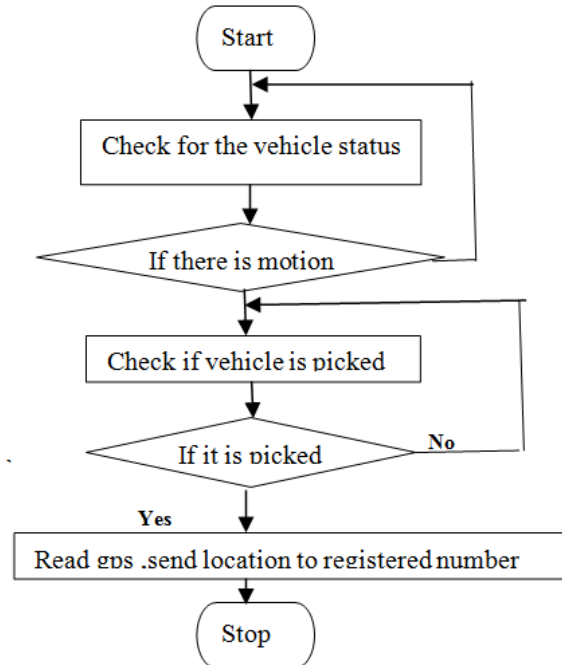 Start
Check for the vehicle status
If there is motion
Check if vehicle is picked
If it is picked
No
Yes
Read gps .send location to registered number
Stop